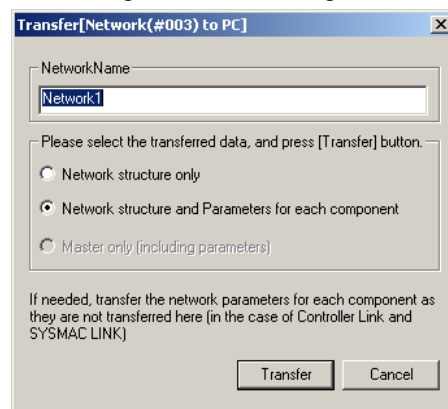 Transfer[Network(#003) to PC]
NetworkName
Network1
Please select the transferred data, and press [Transfer] button.
Network structure only
Network structure and Parameters for each component
Master only (including parameters)
If needed, transfer the network parameters for each component as
they are not transferred here (in the case of Controller Link and
SYSMAC LINK)
Transfer
Cancel